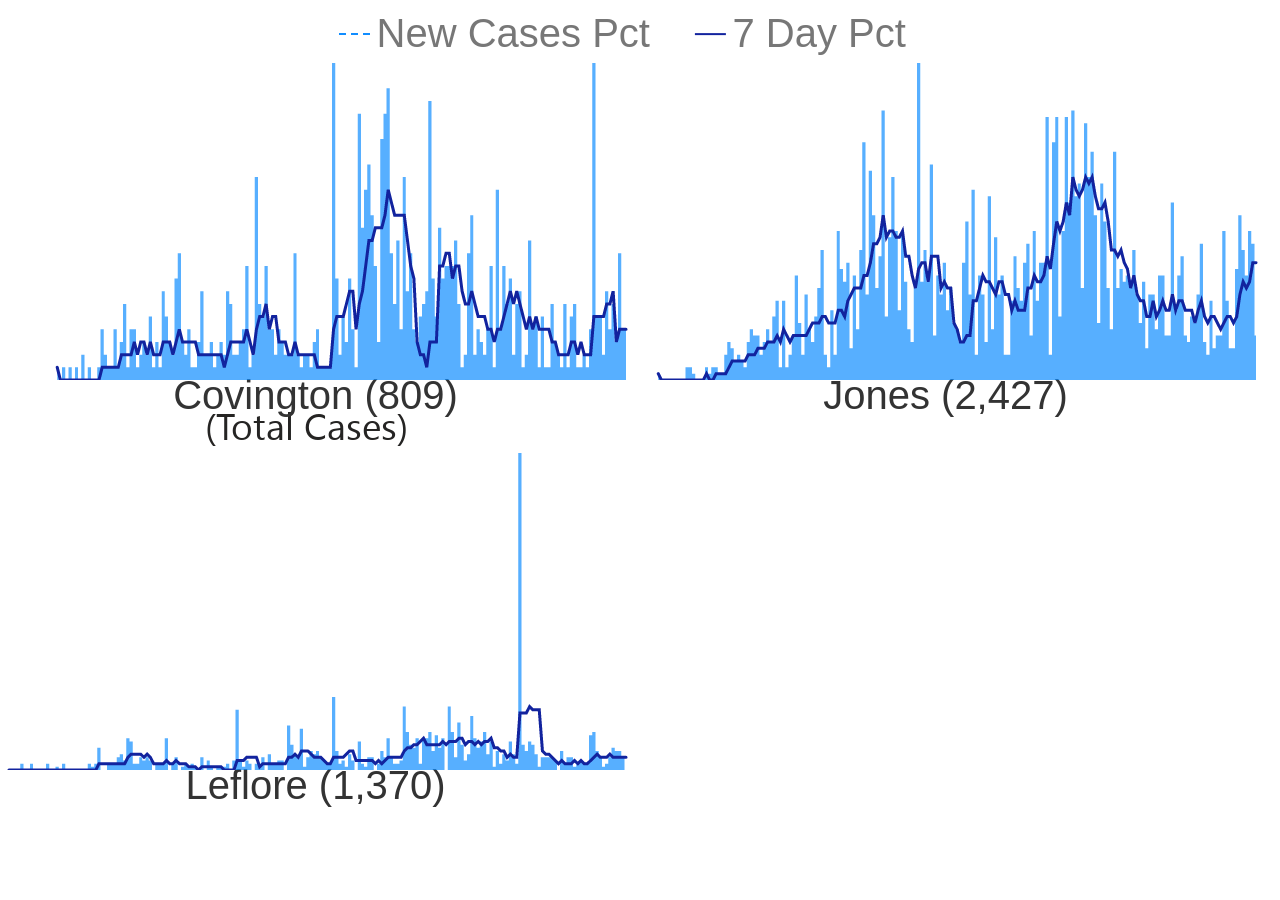 New Cases Pct 7 Day Pct
Covington (809)
(Total Cases)
Jones (2,427)
Leflore (1,370)